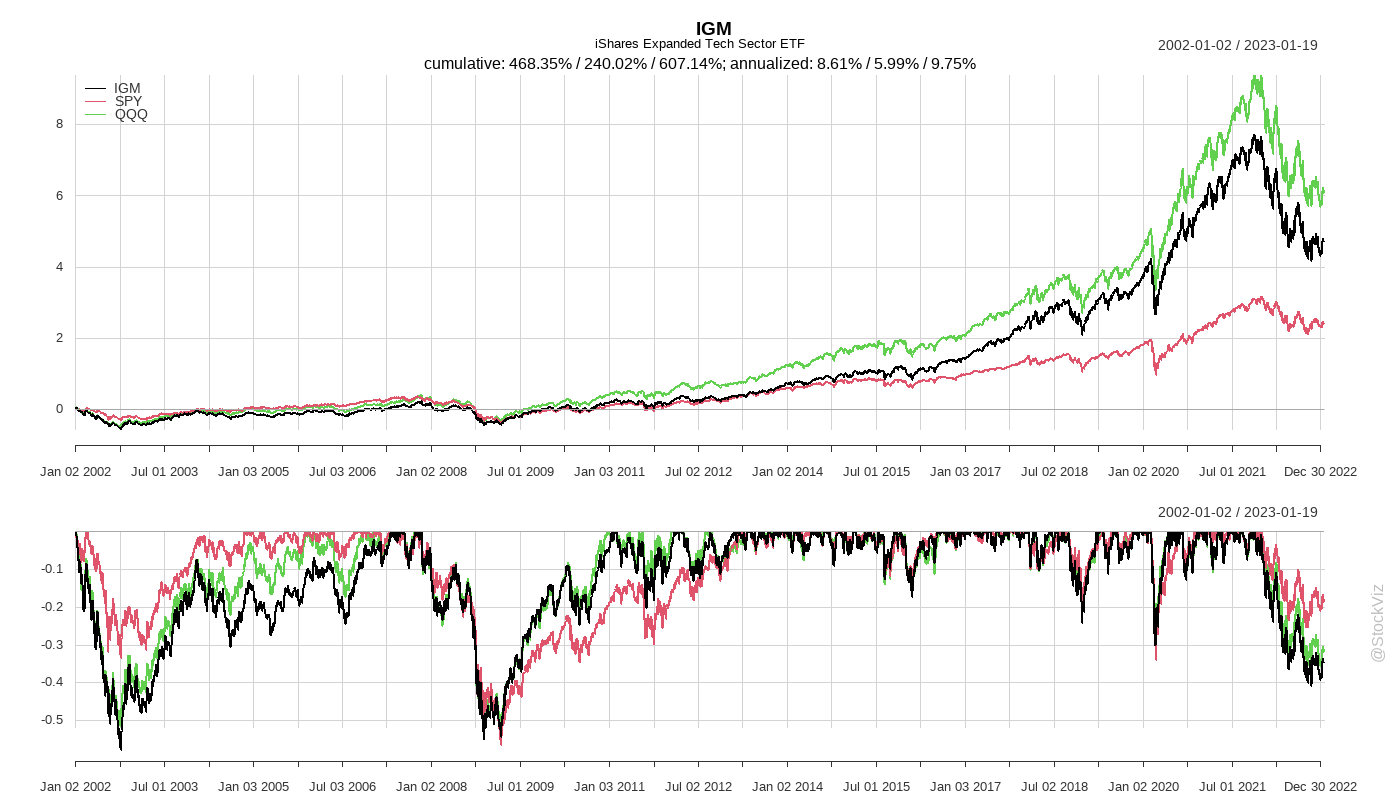 IGM
iShares Expanded Tech Sector ETF
2002-01-02 / 2023-01-19
cumulative: 468.35% / 240.02% / 607.14%; annualized: 8.61% / 5.99% / 9.75%
IGM
SPY
QQQ
8
6
4
2
0
Jan 02 2002 Jul 01 2003 Jan 03 2005 Jul 03 2006 Jan 02 2008 Jul 01 2009 Jan 03 2011 Jul 02 2012 Jan 02 2014 Jul 01 2015 Jan 03 2017 Jul 02 2018 Jan 02 2020 Jul 01 2021 Dec 30 2022
2002-01-02 / 2023-01-19
-0.1
-0.2
-0.3
-0.4
-0.5
Jan 02 2002 Jul 01 2003 Jan 03 2005 Jul 03 2006 Jan 02 2008 Jul 01 2009 Jan 03 2011 Jul 02 2012 Jan 02 2014 Jul 01 2015 Jan 03 2017 Jul 02 2018 Jan 02 2020 Jul 01 2021 Dec 30 2022
@StockViz